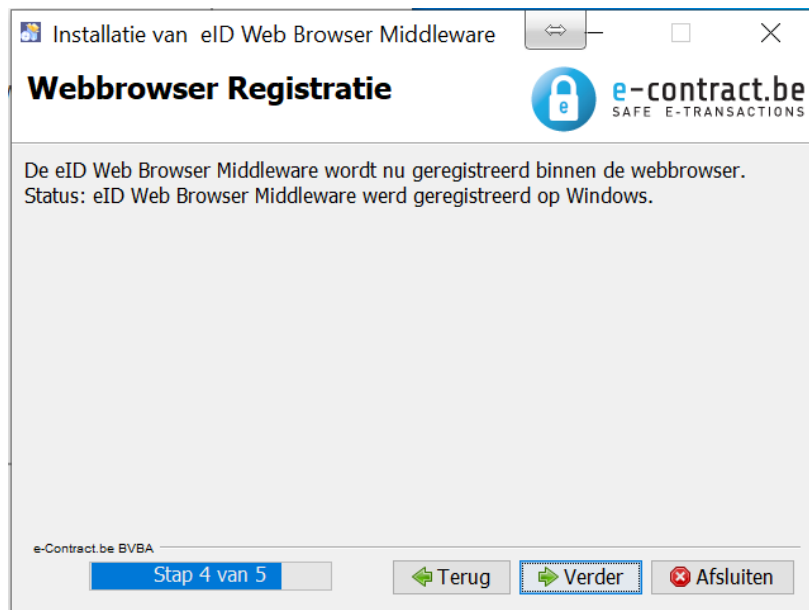 Installatie van eID Web Browser Middleware
Webbrowser Registratie
e
e-contract.be
SAFE E-TRANSACTIONS
De eID Web Browser Middleware wordt nu geregistreerd binnen de webbrowser.
Status: eID Web Browser Middleware werd geregistreerd op Windows.
e-Contract.be BVBA
Stap 4 van 5
Terug
Verder
Afsluiten